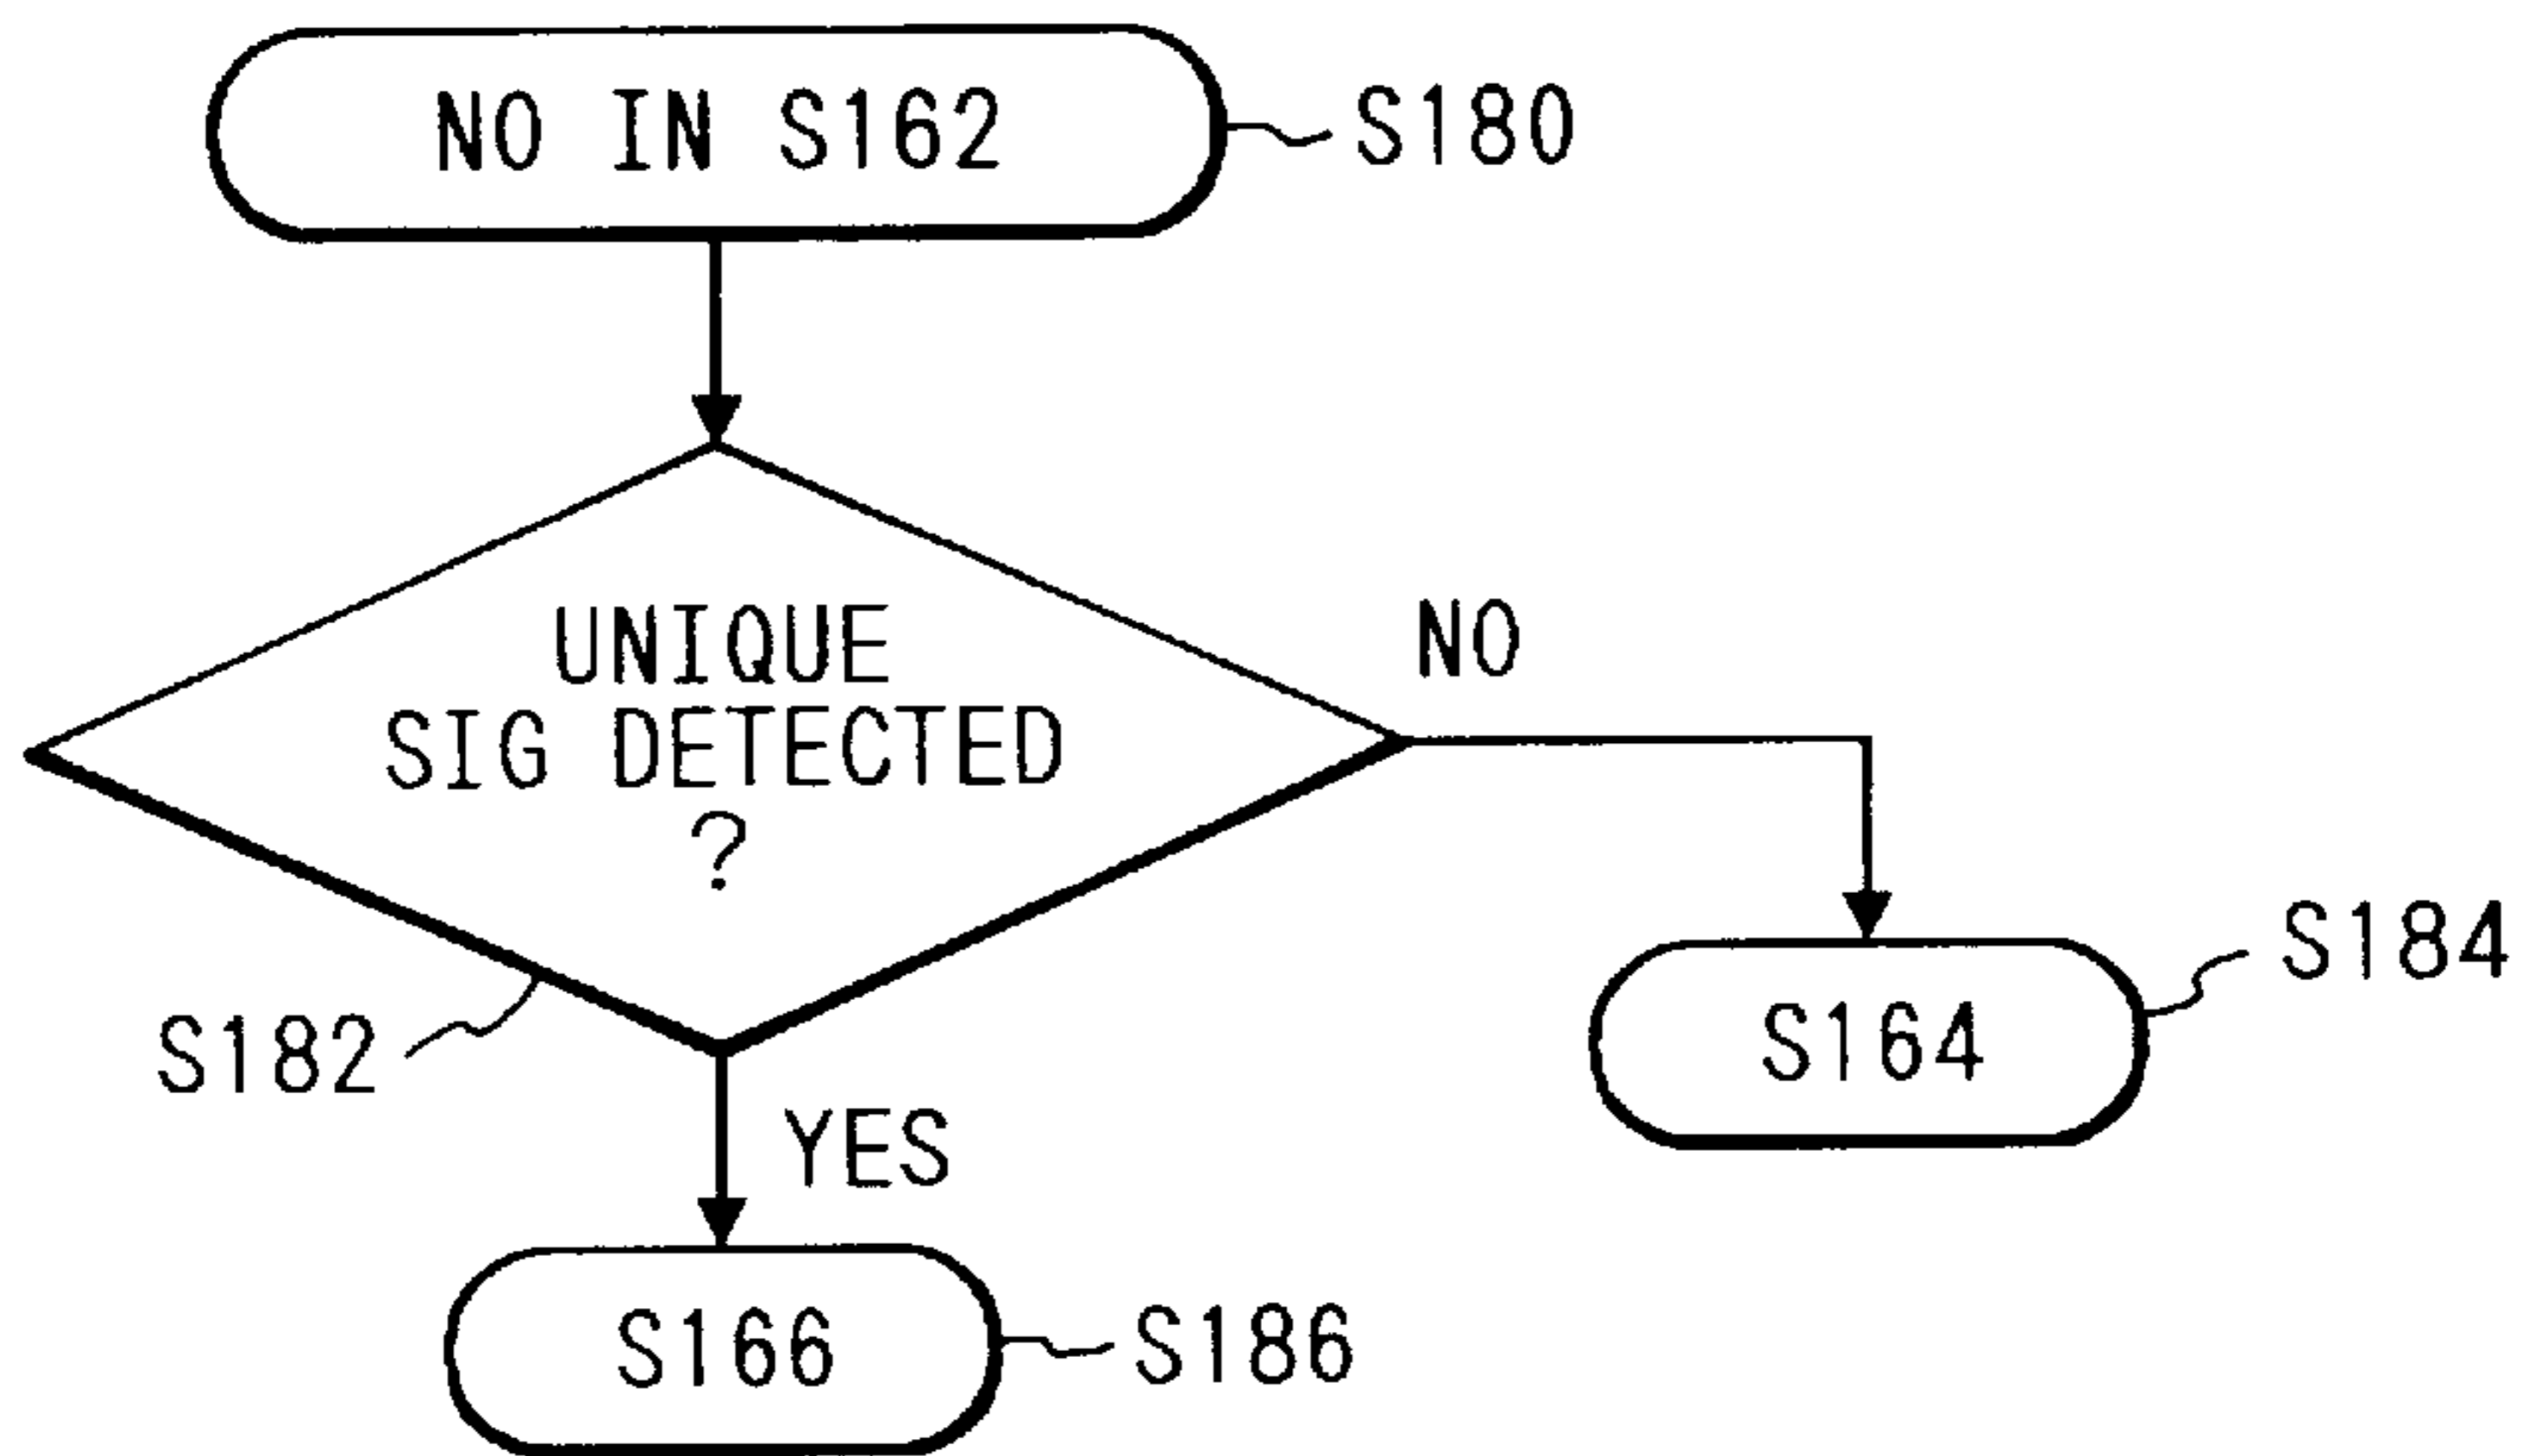 NO IN S162
S180
UNIQUE
SIG DETECTED
?
NO
S182
YES
S164
S184
S166
S186